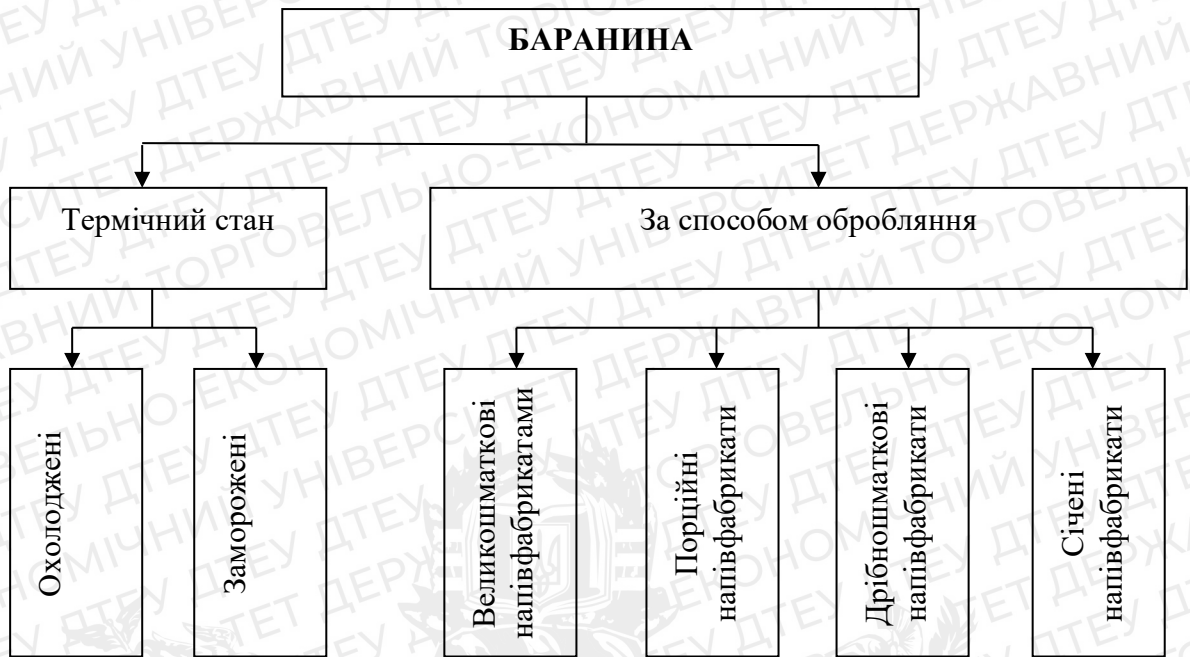 БАРАНИНА
Термічний стан
За способом обробляння
Охолоджені
Заморожені
Великошматкові
напівфабрикатами
Порційні
напівфабрикати
Дрібношматкові
напівфабрикати
Січені
напівфабрикати